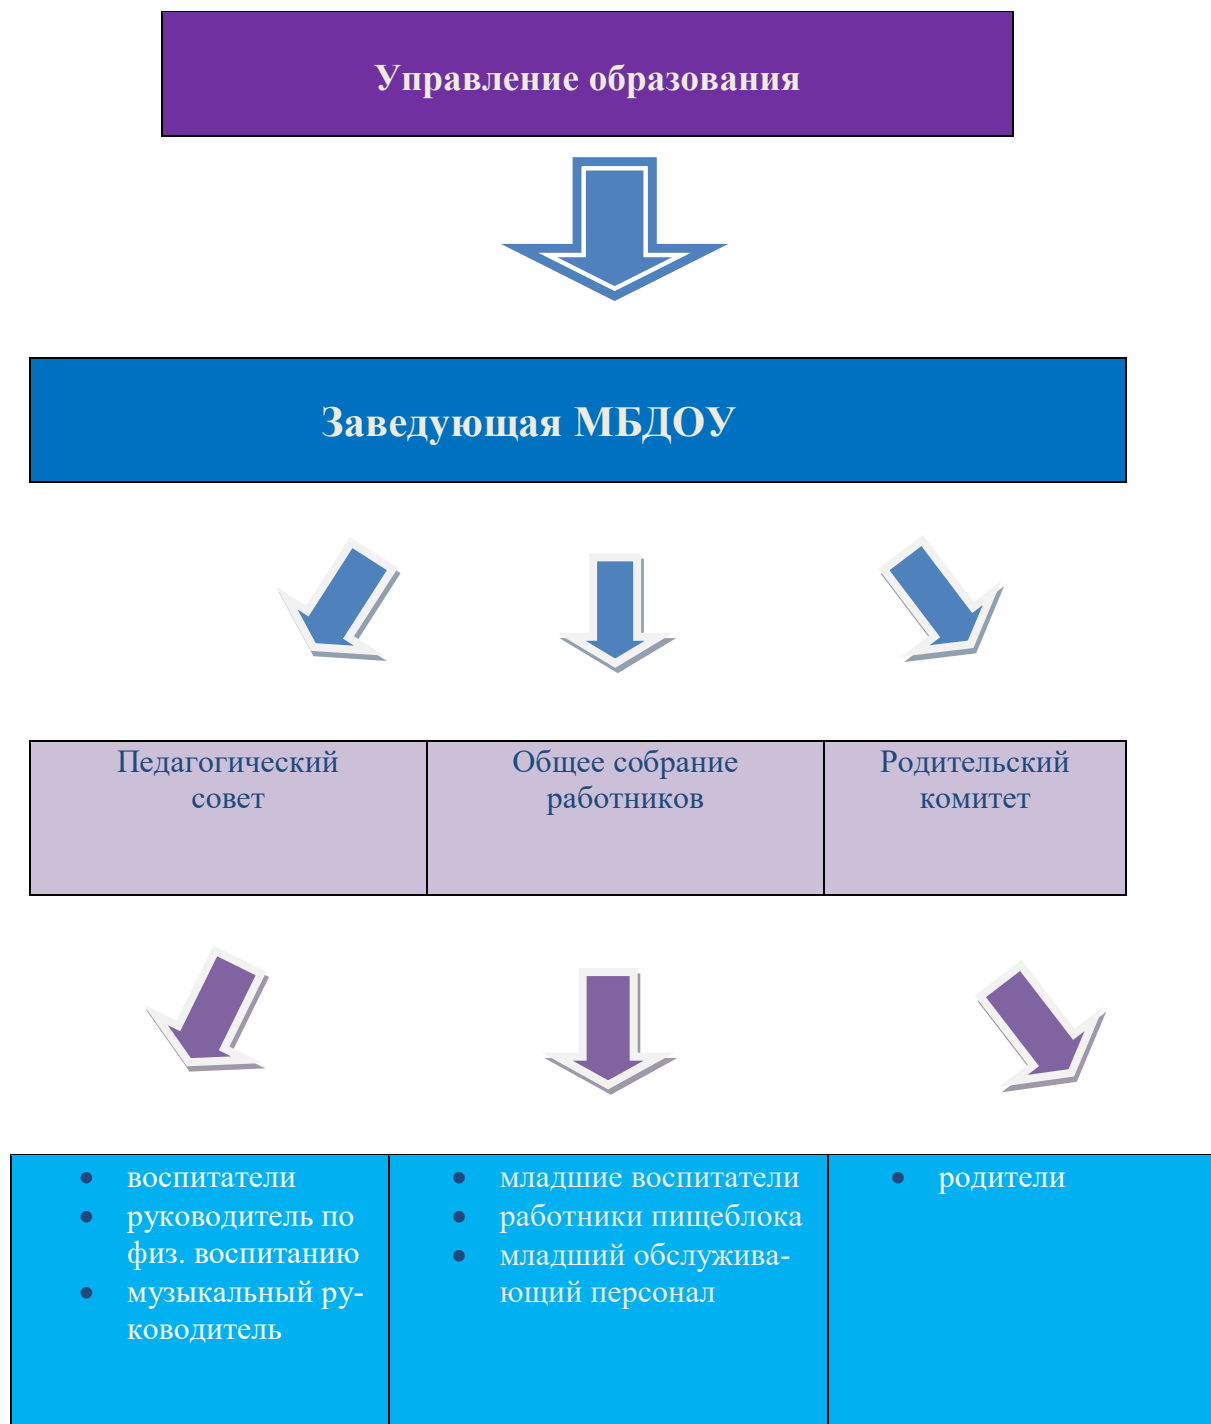 Управление образования
Заведующая МБДОУ
Педагогический
совет
Общее собрание
работников
Родительский
комитет
• воспитатели
• руководитель по
физ. воспитанию
• музыкальный ру-
ководитель
• младшие воспитатели
• работники пищеблока
• младший обслужива-
ющий персонал
• родители